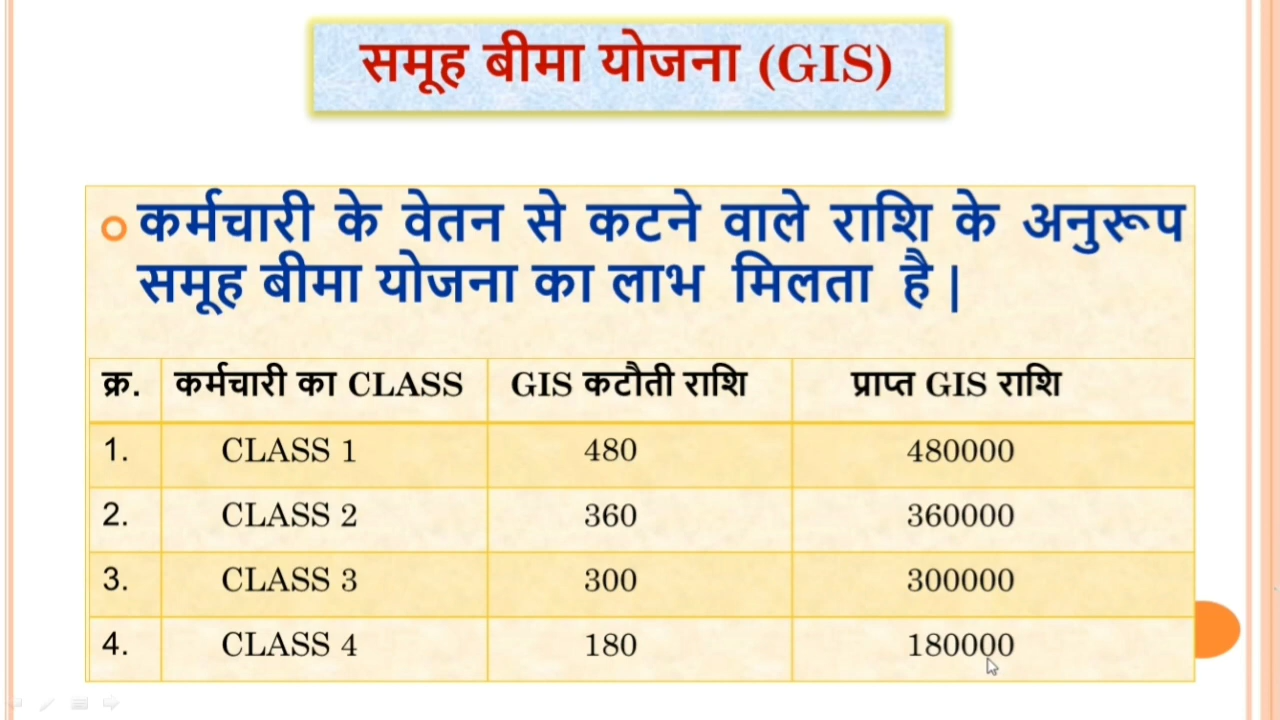 समूह बीमा योजना (GIS)
कर्मचारी के वेतन से कटने वाले राशि के अनुरूप
समूह बीमा योजना का लाभ मिलता है |
क्र. कर्मचारी का CLASS GIS कटौती राशि प्राप्त GIS राशि
1. CLASS 1 480 480000
2. CLASS 2 360 360000
3. CLASS 3 300 300000
4. CLASS 4 180 180000